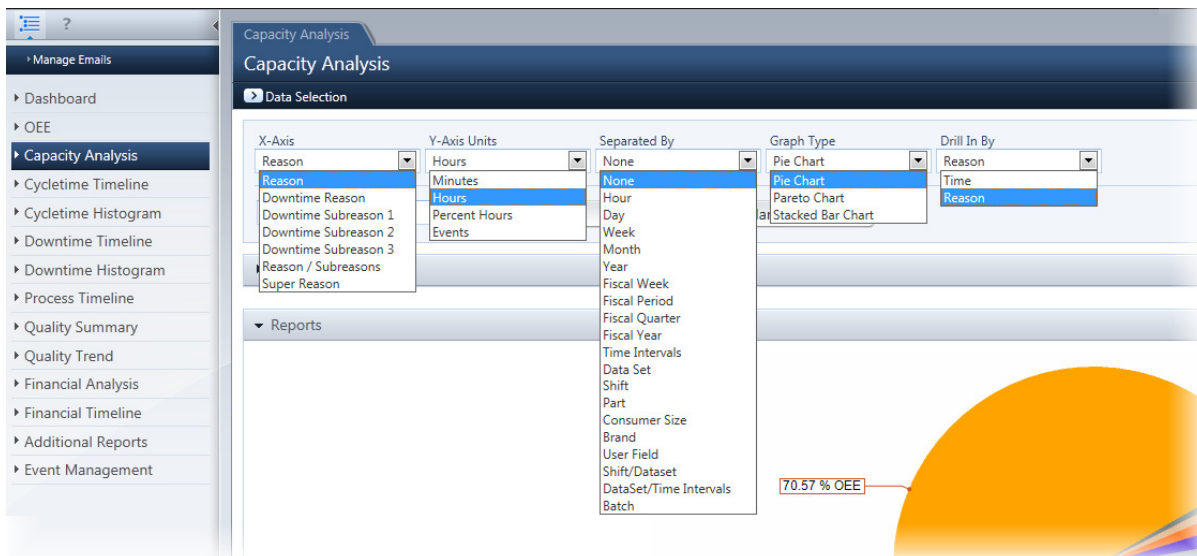 ?
Manage Emails
Dashboard
OEE
Capacity Analysis
Cycletime Timeline
Cycletime Histogram
Downtime Timeline
Downtime Histogram
Process Timeline
Quality Summary
Quality Trend
Financial Analysis
Financial Timeline
Additional Reports
Event Management
Capacity Analysis
Capacity Analysis
Data Selection
X-Axis
Reason
Reason
Downtime Reason
Downtime Subreason 1
Downtime Subreason 2
Downtime Subreason 3
Reason / Subreasons
Super Reason
Y-Axis Units
Hours
Minutes
Hours
Percent Hours
Events
Separated By
None
None
Hour
Day
Week
Month
Year
Fiscal Week
Fiscal Period
Fiscal Quarter
Fiscal Year
Time Intervals
Data Set
Shift
Part
Consumer Size
Brand
User Field
Shift/Dataset
DataSet/Time Intervals
Batch
Graph Type
Pie Chart
Pie Chart
Pareto Chart
Stacked Bar Chart
Drill In By
Reason
Time
Reason
Reports
70.57 % OEE